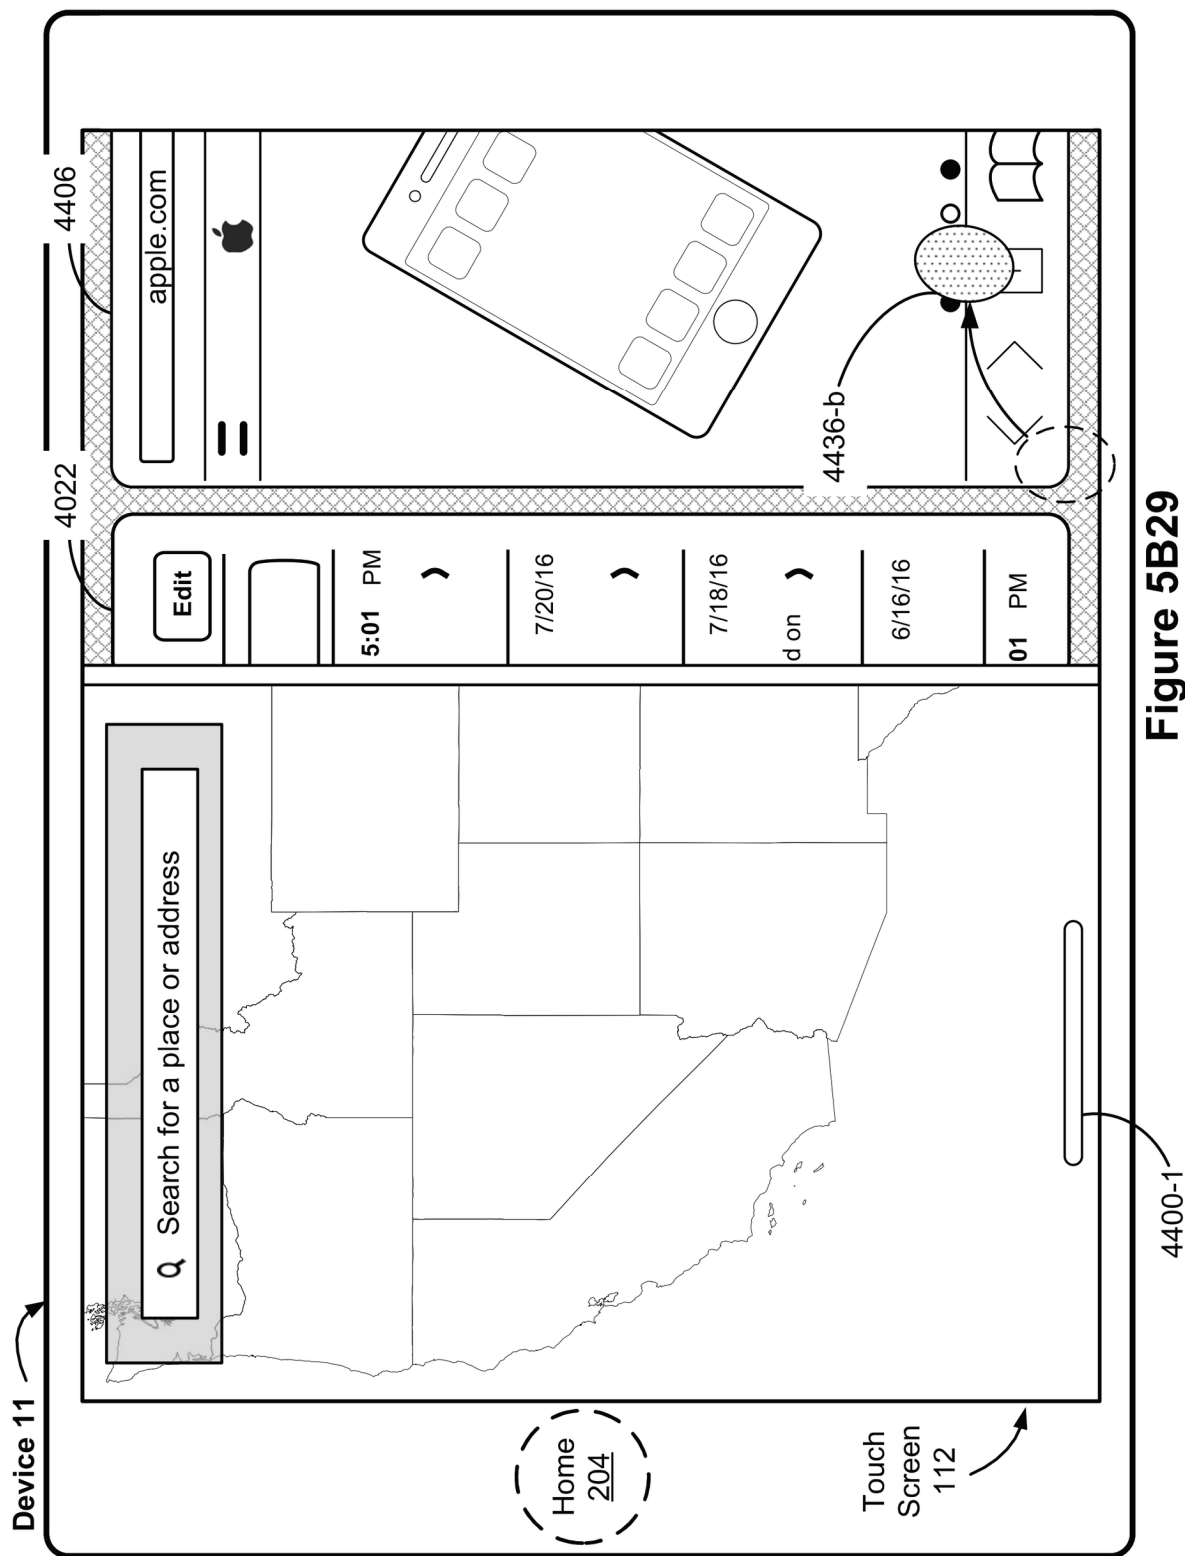 Device 11
4022
4406
Search for a place or address
Edit
apple.com
5:01 PM
7/20/16
7/18/16
d on
6/16/16
01 PM
4436-b
Home
204
Touch
Screen
112
4400-1
Figure 5B29